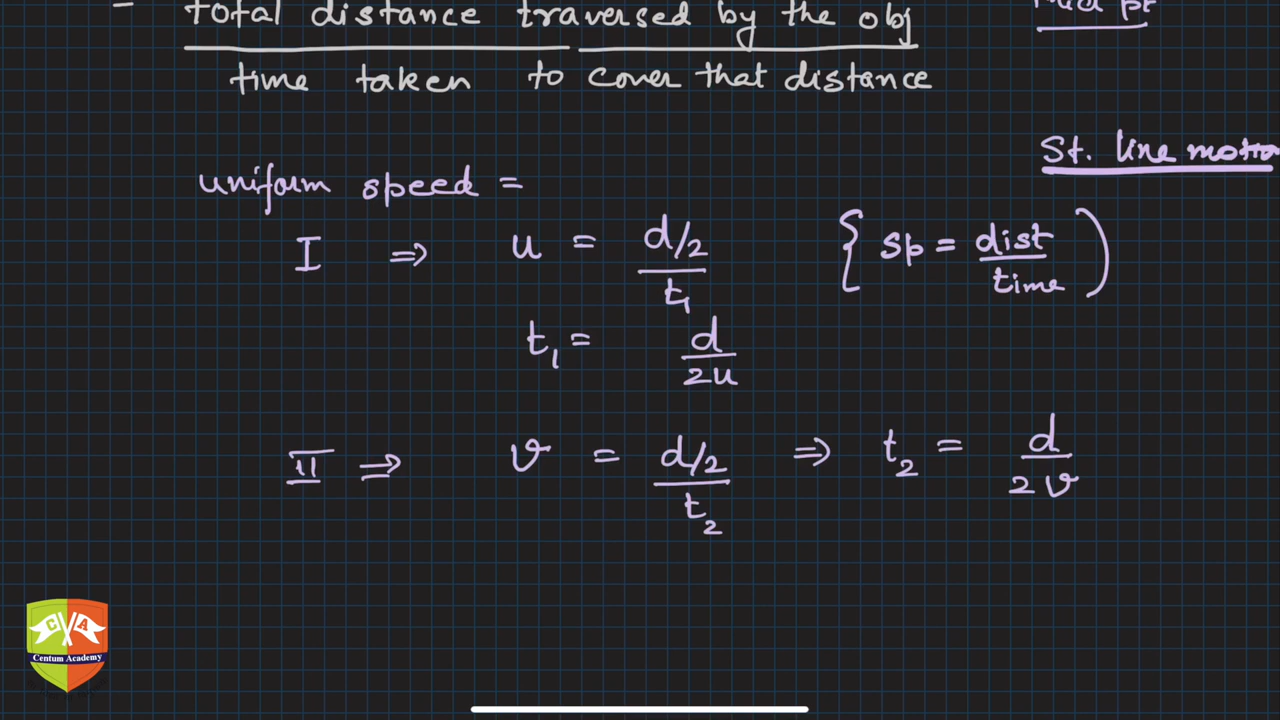 = total distance traversed by the obj
time taken to cover that distance
St. line motion
uniform speed =
I ⇒ u = d/2 / t₁ { sp = dist / time )
t₁ = d / 2u
II ⇒ v = d/2 / t₂ ⇒ t₂ = d / 2v
C A
Centum Academy